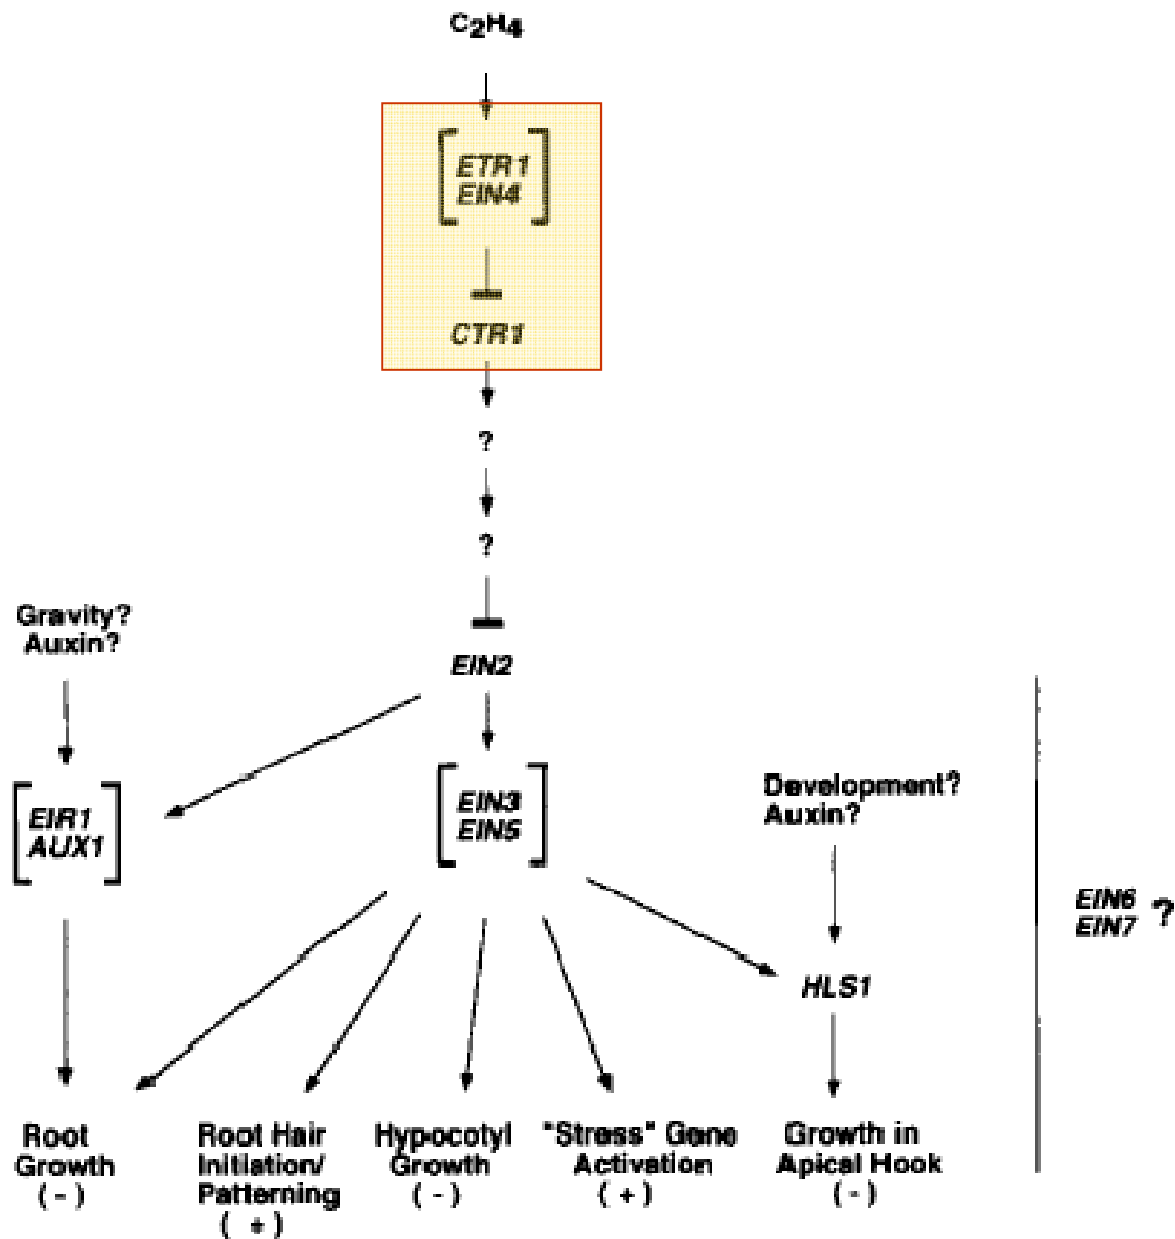 C2H4
ETR1
EIN4
CTR1
?
?
Gravity?
Auxin?
EIN2
EIR1
AUX1
EIN3
EIN5
Development?
Auxin?
EIN6
EIN7 ?
HLS1
Root
Growth
( - )
Root Hair
Initiation/
Patterning
( + )
Hypocotyl
Growth
( - )
"Stress" Gene
Activation
( + )
Growth in
Apical Hook
( - )